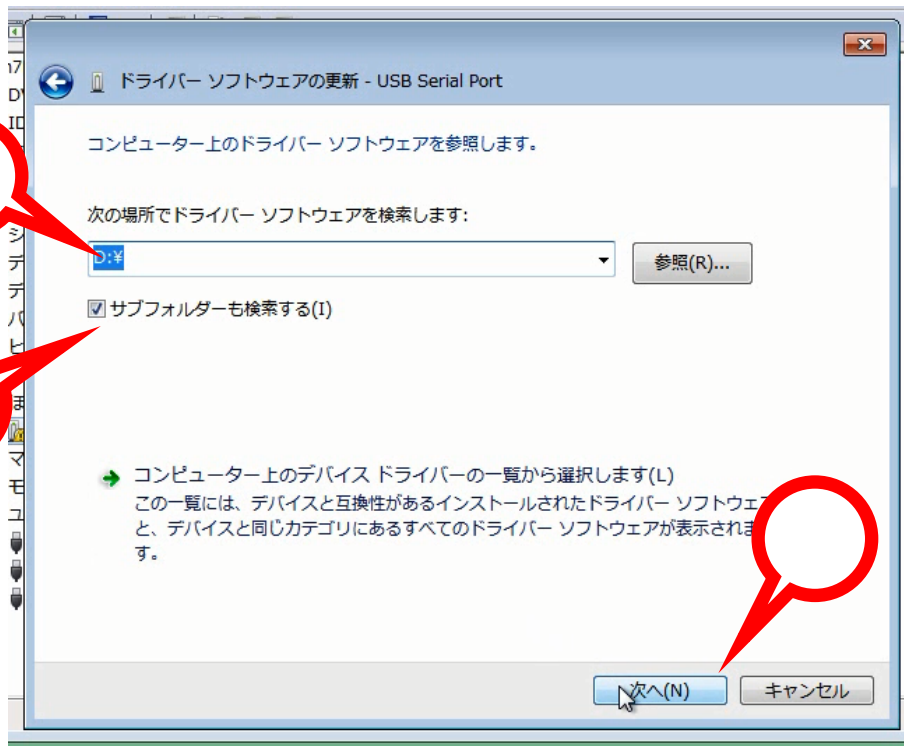 ドライバー ソフトウェアの更新 - USB Serial Port
コンピューター上のドライバー ソフトウェアを参照します。
次の場所でドライバー ソフトウェアを検索します:
D:¥
参照(R)...
サブフォルダーも検索する(I)
コンピューター上のデバイス ドライバーの一覧から選択します(L)
この一覧には、デバイスと互換性があるインストールされたドライバー ソフトウェ
と、デバイスと同じカテゴリにあるすべてのドライバー ソフトウェアが表示されま
す。
次へ(N)
キャンセル